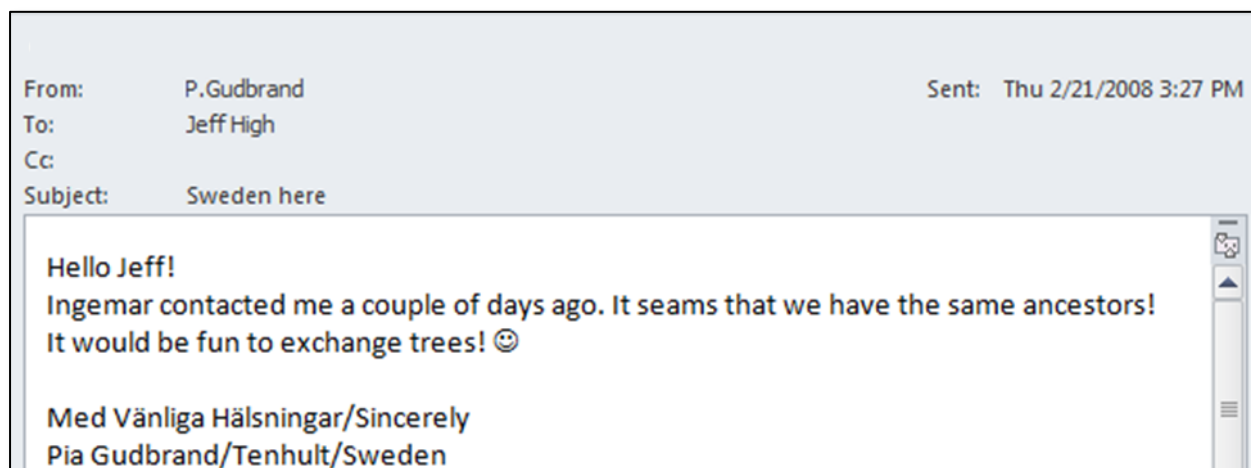 From: P.Gudbrand Sent: Thu 2/21/2008 3:27 PM
To: Jeff High
Cc:
Subject: Sweden here
Hello Jeff!
Ingemar contacted me a couple of days ago. It seams that we have the same ancestors!
It would be fun to exchange trees! ☺
Med Vänliga Hälsningar/Sincerely
Pia Gudbrand/Tenhult/Sweden